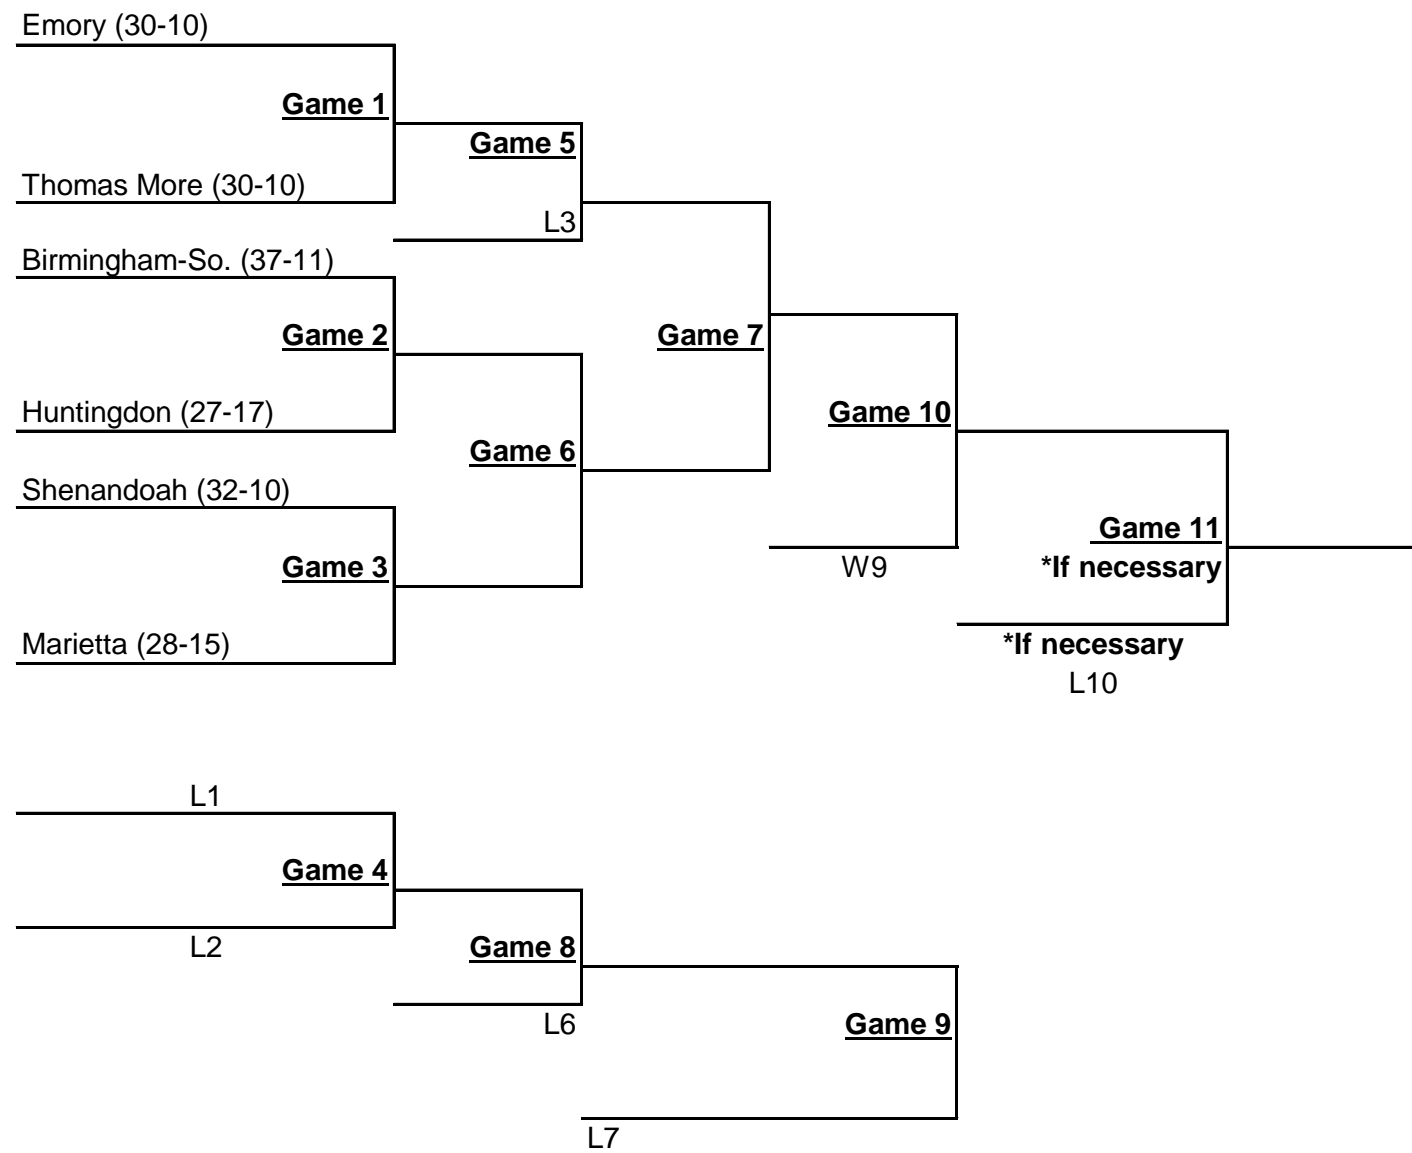 Emory (30-10)
Game 1
Game 5
Thomas More (30-10)
L3
Birmingham-So. (37-11)
Game 2
Game 7
Huntingdon (27-17)
Game 10
Game 6
Shenandoah (32-10)
Game 11
Game 3
W9
*If necessary
Marietta (28-15)
*If necessary
L10
L1
Game 4
L2
Game 8
L6
Game 9
L7